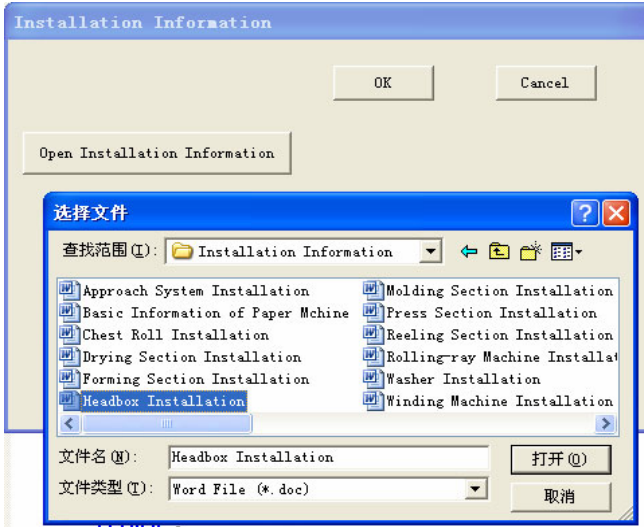 Installation Information
OK
Cancel
Open Installation Information
选择文件
查找范围(I):
Installation Information
Approach System Installation
Basic Information of Paper Mchine
Chest Roll Installation
Drying Section Installation
Forming Section Installation
Headbox Installation
Molding Section Installation
Press Section Installation
Reeling Section Installation
Rolling-ray Machine Installat
Washer Installation
Winding Machine Installation
文件名(N):
Headbox Installation
打开(O)
文件类型(T):
Word File (*.doc)
取消